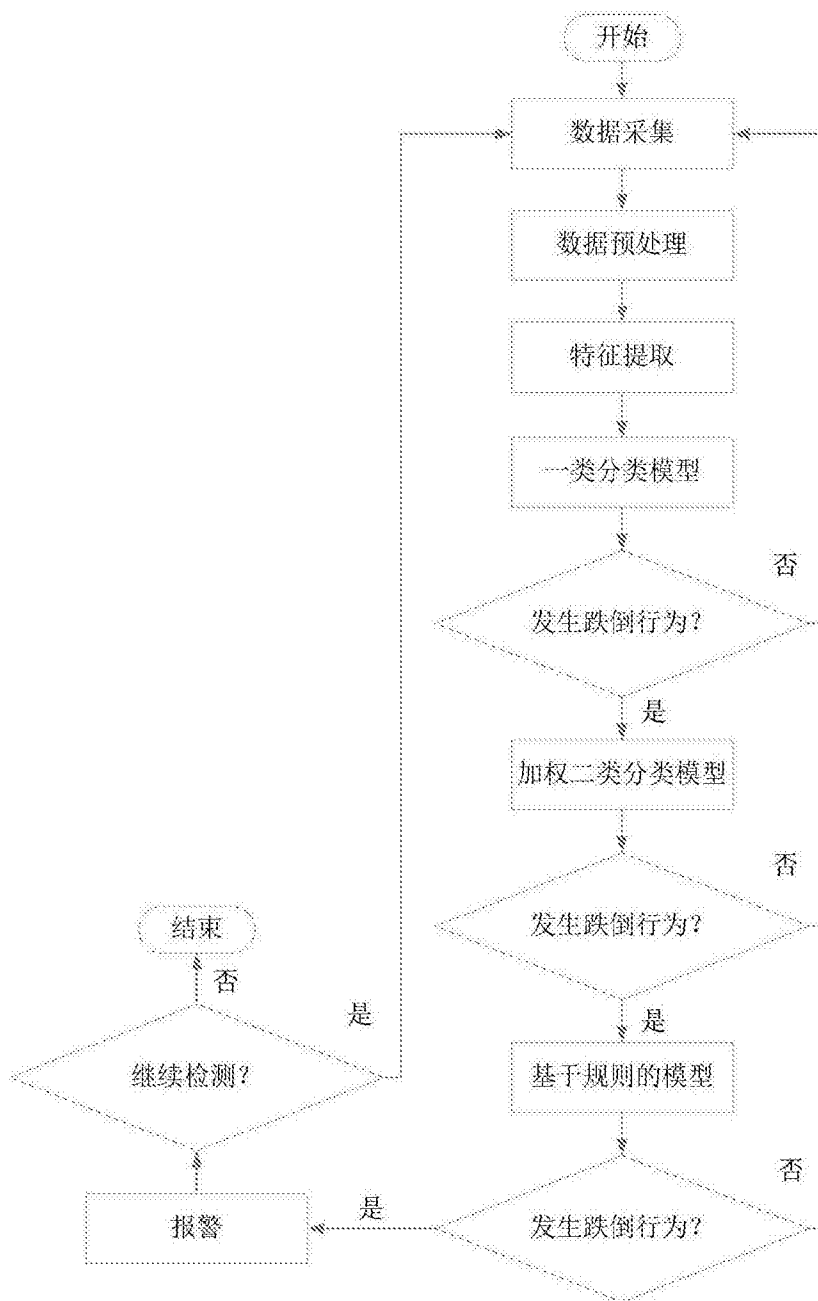 开始
数据采集
数据预处理
特征提取
一类分类模型
否
发生跌倒行为?
是
加权二类分类模型
否
发生跌倒行为?
是
基于规则的模型
否
发生跌倒行为?
是
报警
继续检测?
是
否
结束